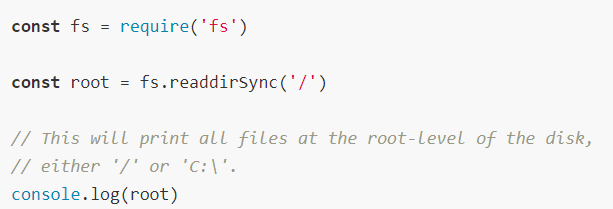 const fs = require('fs')
const root = fs.readdirSync('/')
// This will print all files at the root-level of the disk,
// either '/' or 'C:\'.
console.log(root)